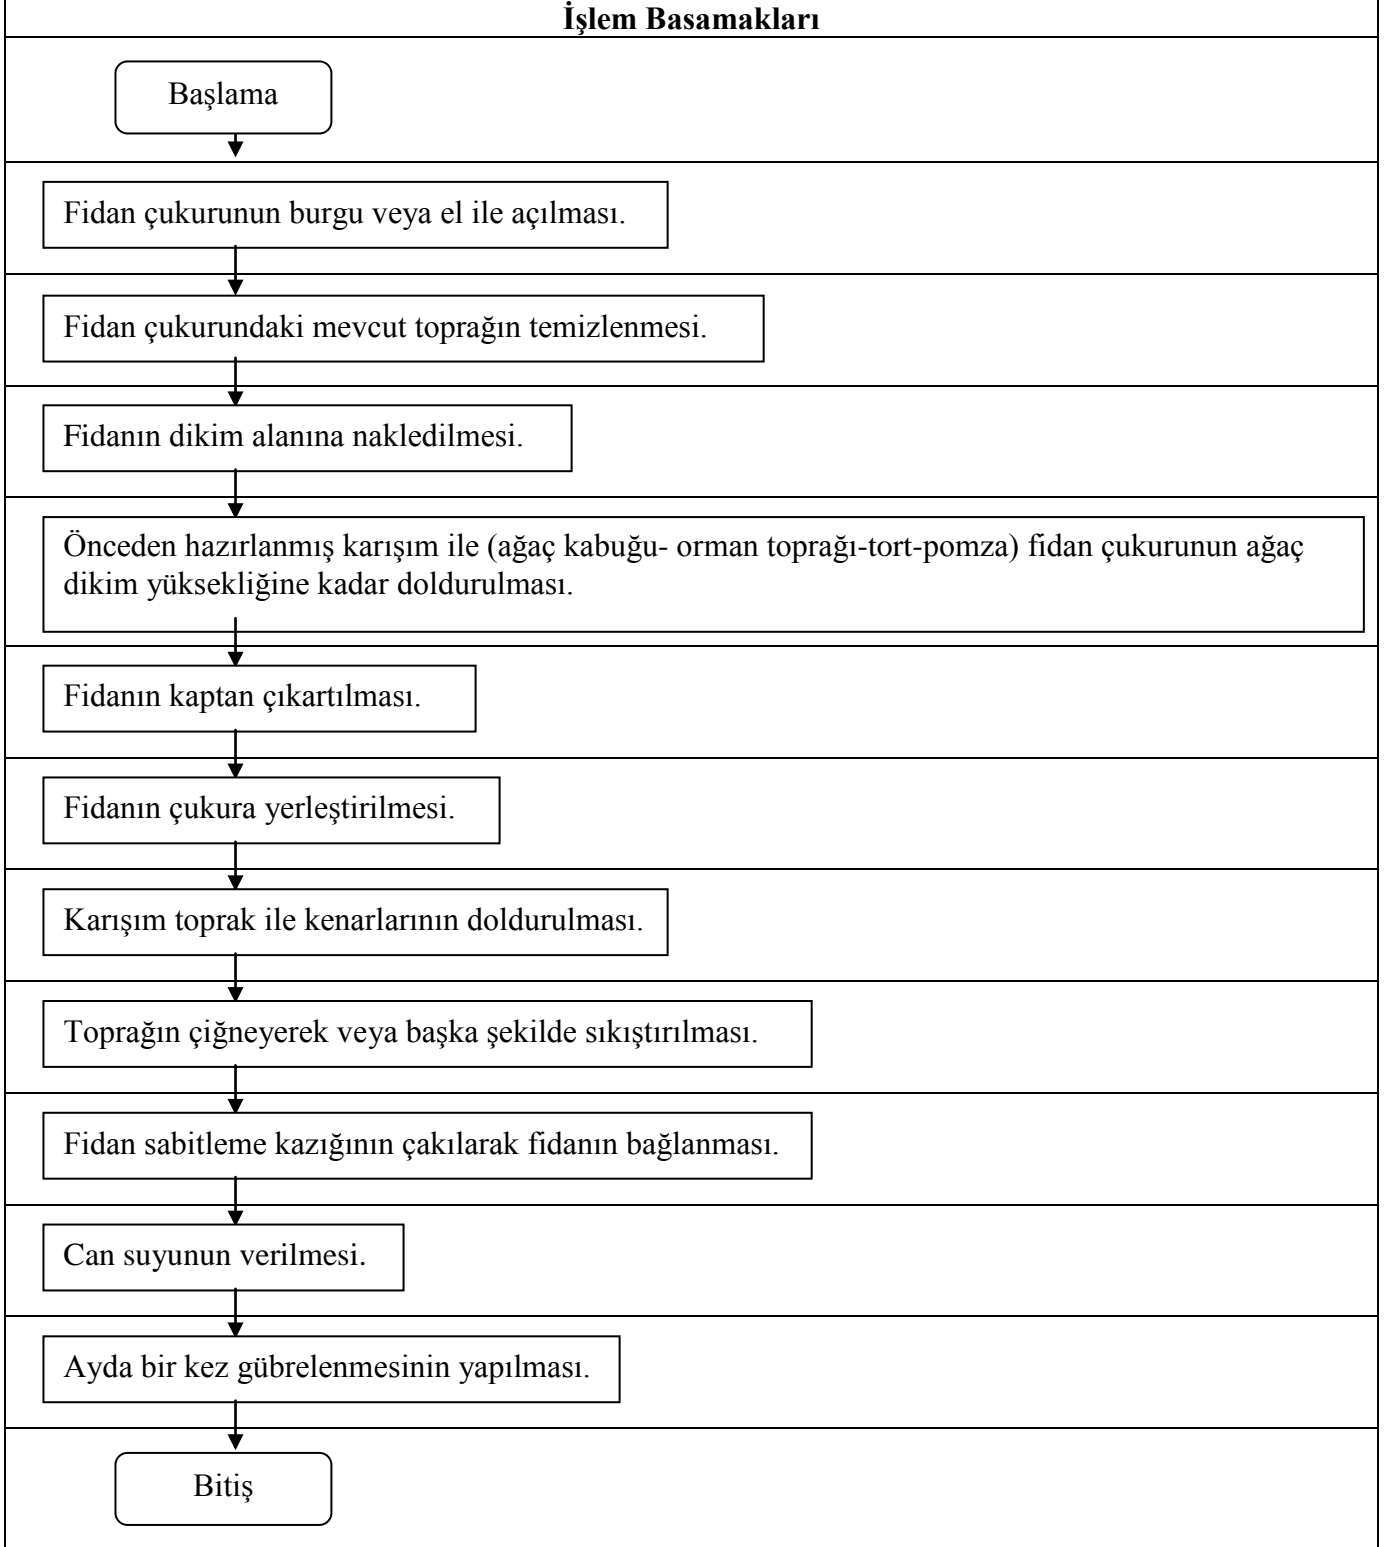 İşlem Basamakları
Başlama
Fidan çukurunun burgu veya el ile açılması.
Fidan çukurundaki mevcut toprağın temizlenmesi.
Fidanın dikim alanına nakledilmesi.
Önceden hazırlanmış karışım ile (ağaç kabuğu- orman toprağı-tort-pomza) fidan çukurunun ağaç
dikim yüksekliğine kadar doldurulması.
Fidanın kaptan çıkartılması.
Fidanın çukura yerleştirilmesi.
Karışım toprak ile kenarlarının doldurulması.
Toprağın çiğneyerek veya başka şekilde sıkıştırılması.
Fidan sabitleme kazığının çakılarak fidanın bağlanması.
Can suyunun verilmesi.
Ayda bir kez gübrelenmesinin yapılması.
Bitiş